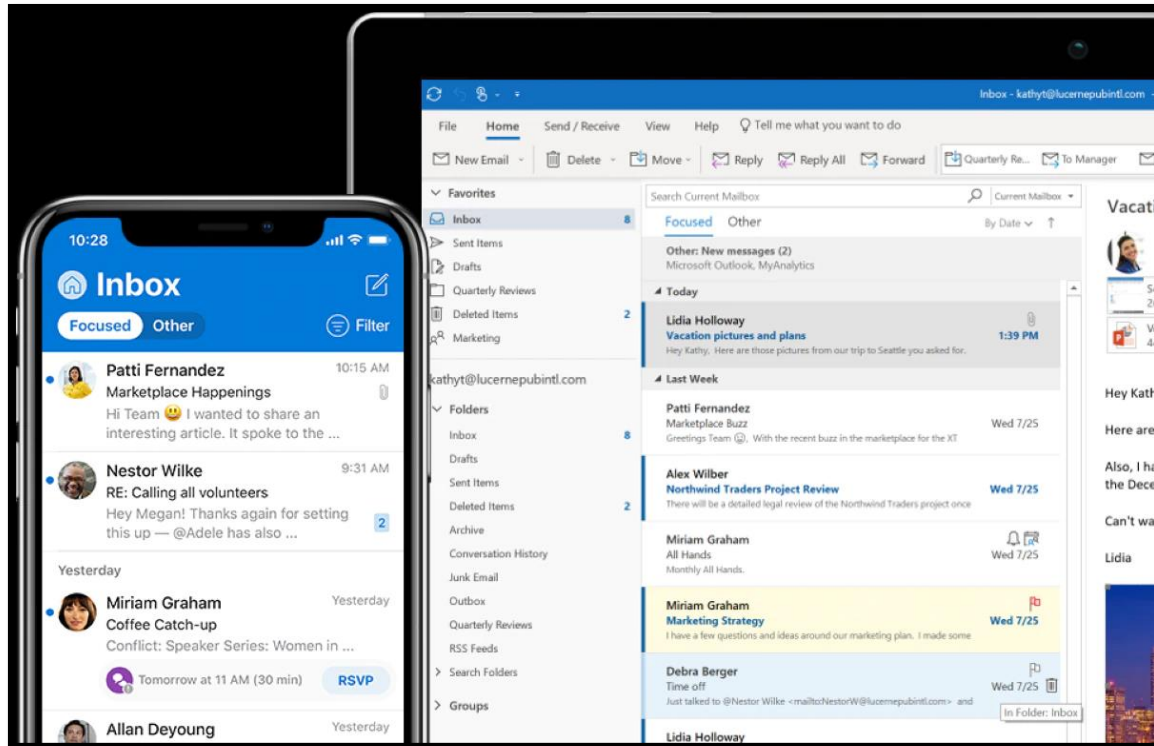 10:28
Inbox
Focused Other
Filter
Patti Fernandez 10:15 AM
Marketplace Happenings
Hi Team 😃 I wanted to share an
interesting article. It spoke to the ...
Nestor Wilke 9:31 AM
RE: Calling all volunteers
Hey Megan! Thanks again for setting
this up — @Adele has also ...
2
Yesterday
Miriam Graham Yesterday
Coffee Catch-up
Conflict: Speaker Series: Women in ...
Tomorrow at 11 AM (30 min) RSVP
Allan Deyoung Yesterday
Inbox - kathyt@lucernepubintl.com
File Home Send / Receive View Help Tell me what you want to do
New Email Delete Move Reply Reply All Forward Quarterly Re... To Manager
Favorites
Inbox 8
Sent Items
Drafts
Quarterly Reviews
Deleted Items 2
Marketing
kathyt@lucernepubintl.com
Folders
Inbox 8
Drafts
Sent Items
Deleted Items 2
Archive
Conversation History
Junk Email
Outbox
Quarterly Reviews
RSS Feeds
Search Folders
Groups
Search Current Mailbox Current Mailbox
Focused Other By Date
Other: New messages (2)
Microsoft Outlook, MyAnalytics
Today
Lidia Holloway
Vacation pictures and plans 1:39 PM
Hey Kathy, Here are those pictures from our trip to Seattle you asked for.
Last Week
Patti Fernandez
Marketplace Buzz Wed 7/25
Greetings Team 😃, With the recent buzz in the marketplace for the XT
Alex Wilber
Northwind Traders Project Review Wed 7/25
There will be a detailed legal review of the Northwind Traders project once
Miriam Graham
All Hands Wed 7/25
Monthly All Hands.
Miriam Graham
Marketing Strategy Wed 7/25
I have a few questions and ideas around our marketing plan. I made some
Debra Berger
Time off Wed 7/25
Just talked to @Nestor Wilke <mailto:NestorW@lucernepubintl.com> and
In Folder: Inbox
Lidia Holloway
Vacati
Hey Kath
Here are
Also, I ha
the Dece
Can't wa
Lidia